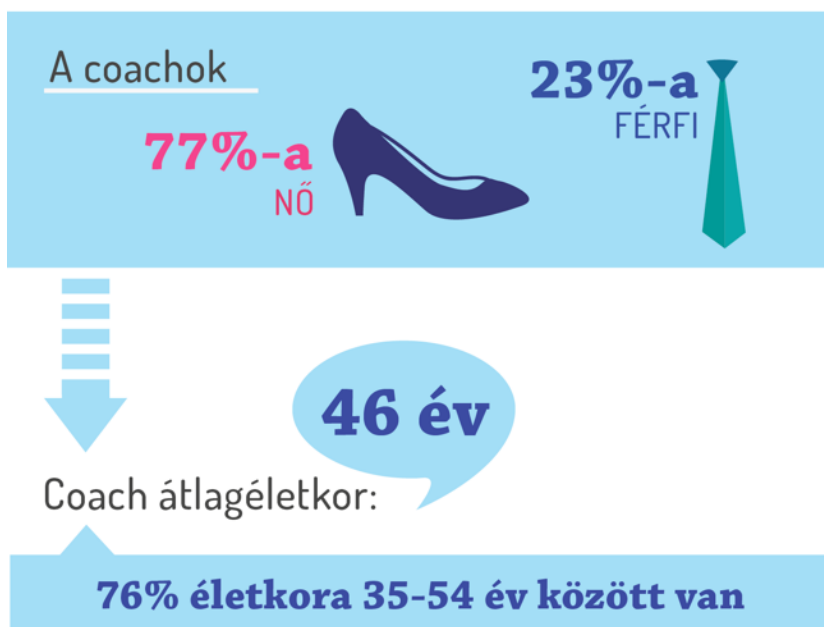 A coachok
77%-a
NŐ
23%-a
FÉRFI
46 év
Coach átlagéletkor:
76% életkora 35-54 év között van